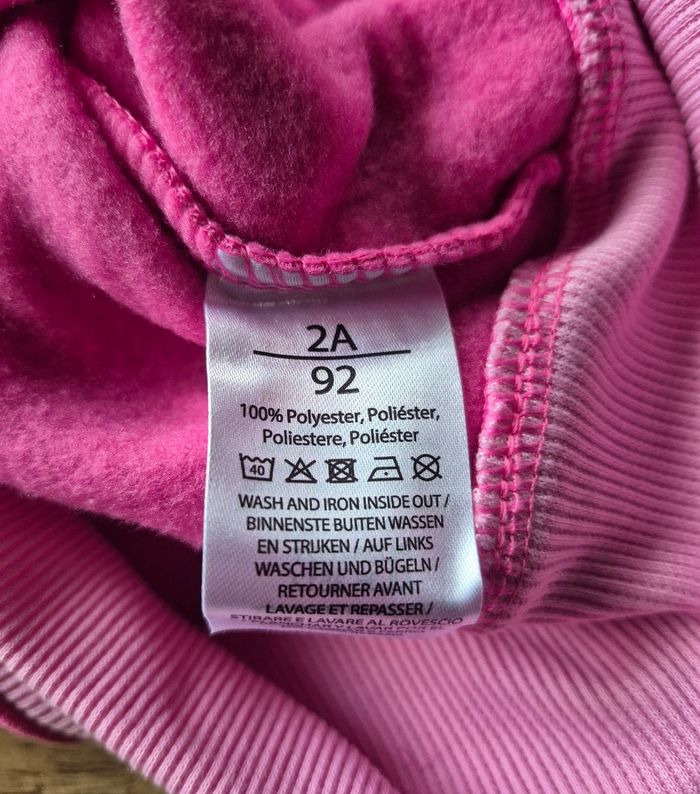 2A
92
100% Polyester, Poliéster,
Poliestere, Poliéster
40
WASH AND IRON INSIDE OUT /
BINNENSTE BUITEN WASSEN
EN STRIJKEN / AUF LINKS
WASCHEN UND BÜGELN /
RETOURNER AVANT
LAVAGE ET REPASSER /
STIRARE E LAVARE AL ROVESCIO